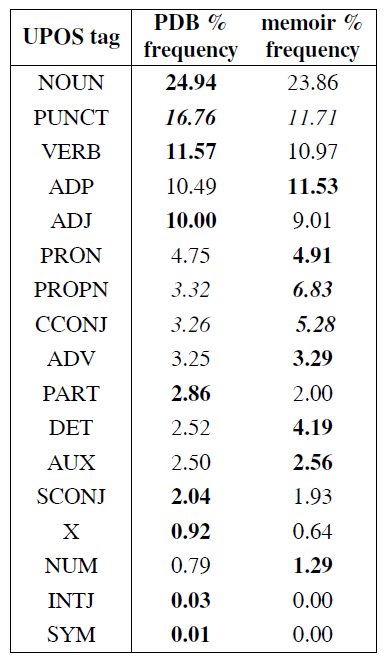 UPOS tag PDB % frequency memoir % frequency
NOUN 24.94 23.86
PUNCT 16.76 11.71
VERB 11.57 10.97
ADP 10.49 11.53
ADJ 10.00 9.01
PRON 4.75 4.91
PROPN 3.32 6.83
CCONJ 3.26 5.28
ADV 3.25 3.29
PART 2.86 2.00
DET 2.52 4.19
AUX 2.50 2.56
SCONJ 2.04 1.93
X 0.92 0.64
NUM 0.79 1.29
INTJ 0.03 0.00
SYM 0.01 0.00